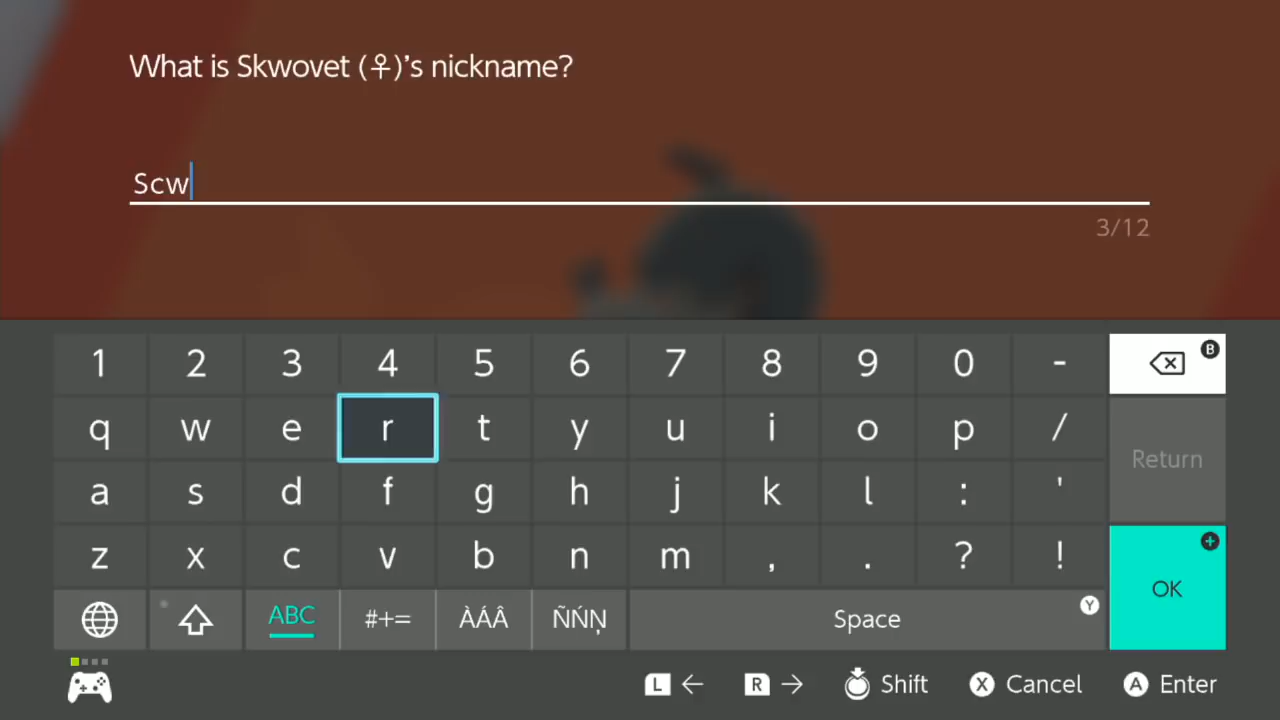 What is Skwovet (♀)'s nickname?
Scw
3/12
1 2 3 4 5 6 7 8 9 0 - B
q w e r t y u i o p /
Return
a s d f g h j k l : '
z x c v b n m , . ? ! +
OK
ABC #+= ÀÁÂ ÑŃŅ Space Y
L ← R → Shift X Cancel A Enter